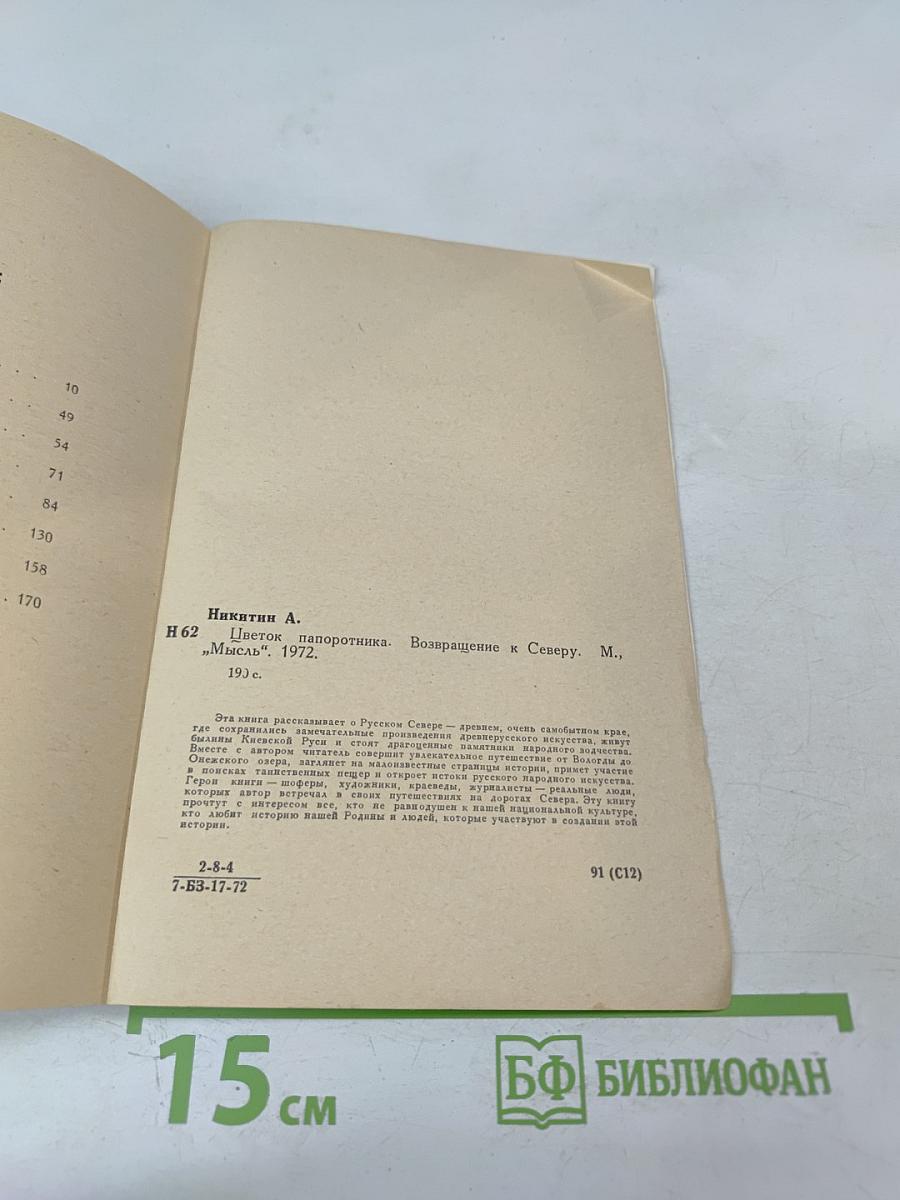 10
49
54
71
84
130
158
170
Никитин А.
Н 62 Цветок папоротника. Возвращение к Северу. М.,
„Мысль“. 1972.
190 с.
Эта книга рассказывает о Русском Севере — древнем, очень самобытном крае,
где сохранились замечательные произведения древнерусского искусства, живут
былины Киевской Руси и стоят драгоценные памятники народного зодчества.
Вместе с автором читатель совершит увлекательное путешествие от Вологды до
Онежского озера, заглянет на малоизвестные страницы истории, примет участие
в поисках таинственных пещер и откроет истоки русского народного искусства.
Герои книги — шоферы, художники, краеведы, журналисты — реальные люди,
которых автор встречал в своих путешествиях на дорогах Севера. Эту книгу
прочтут с интересом все, кто не равнодушен к нашей национальной культуре,
кто любит историю нашей Родины и людей, которые участвуют в создании этой
истории.
2-8-4
7-БЗ-17-72
91 (С12)
15 см
БФ БИБЛИОФАН